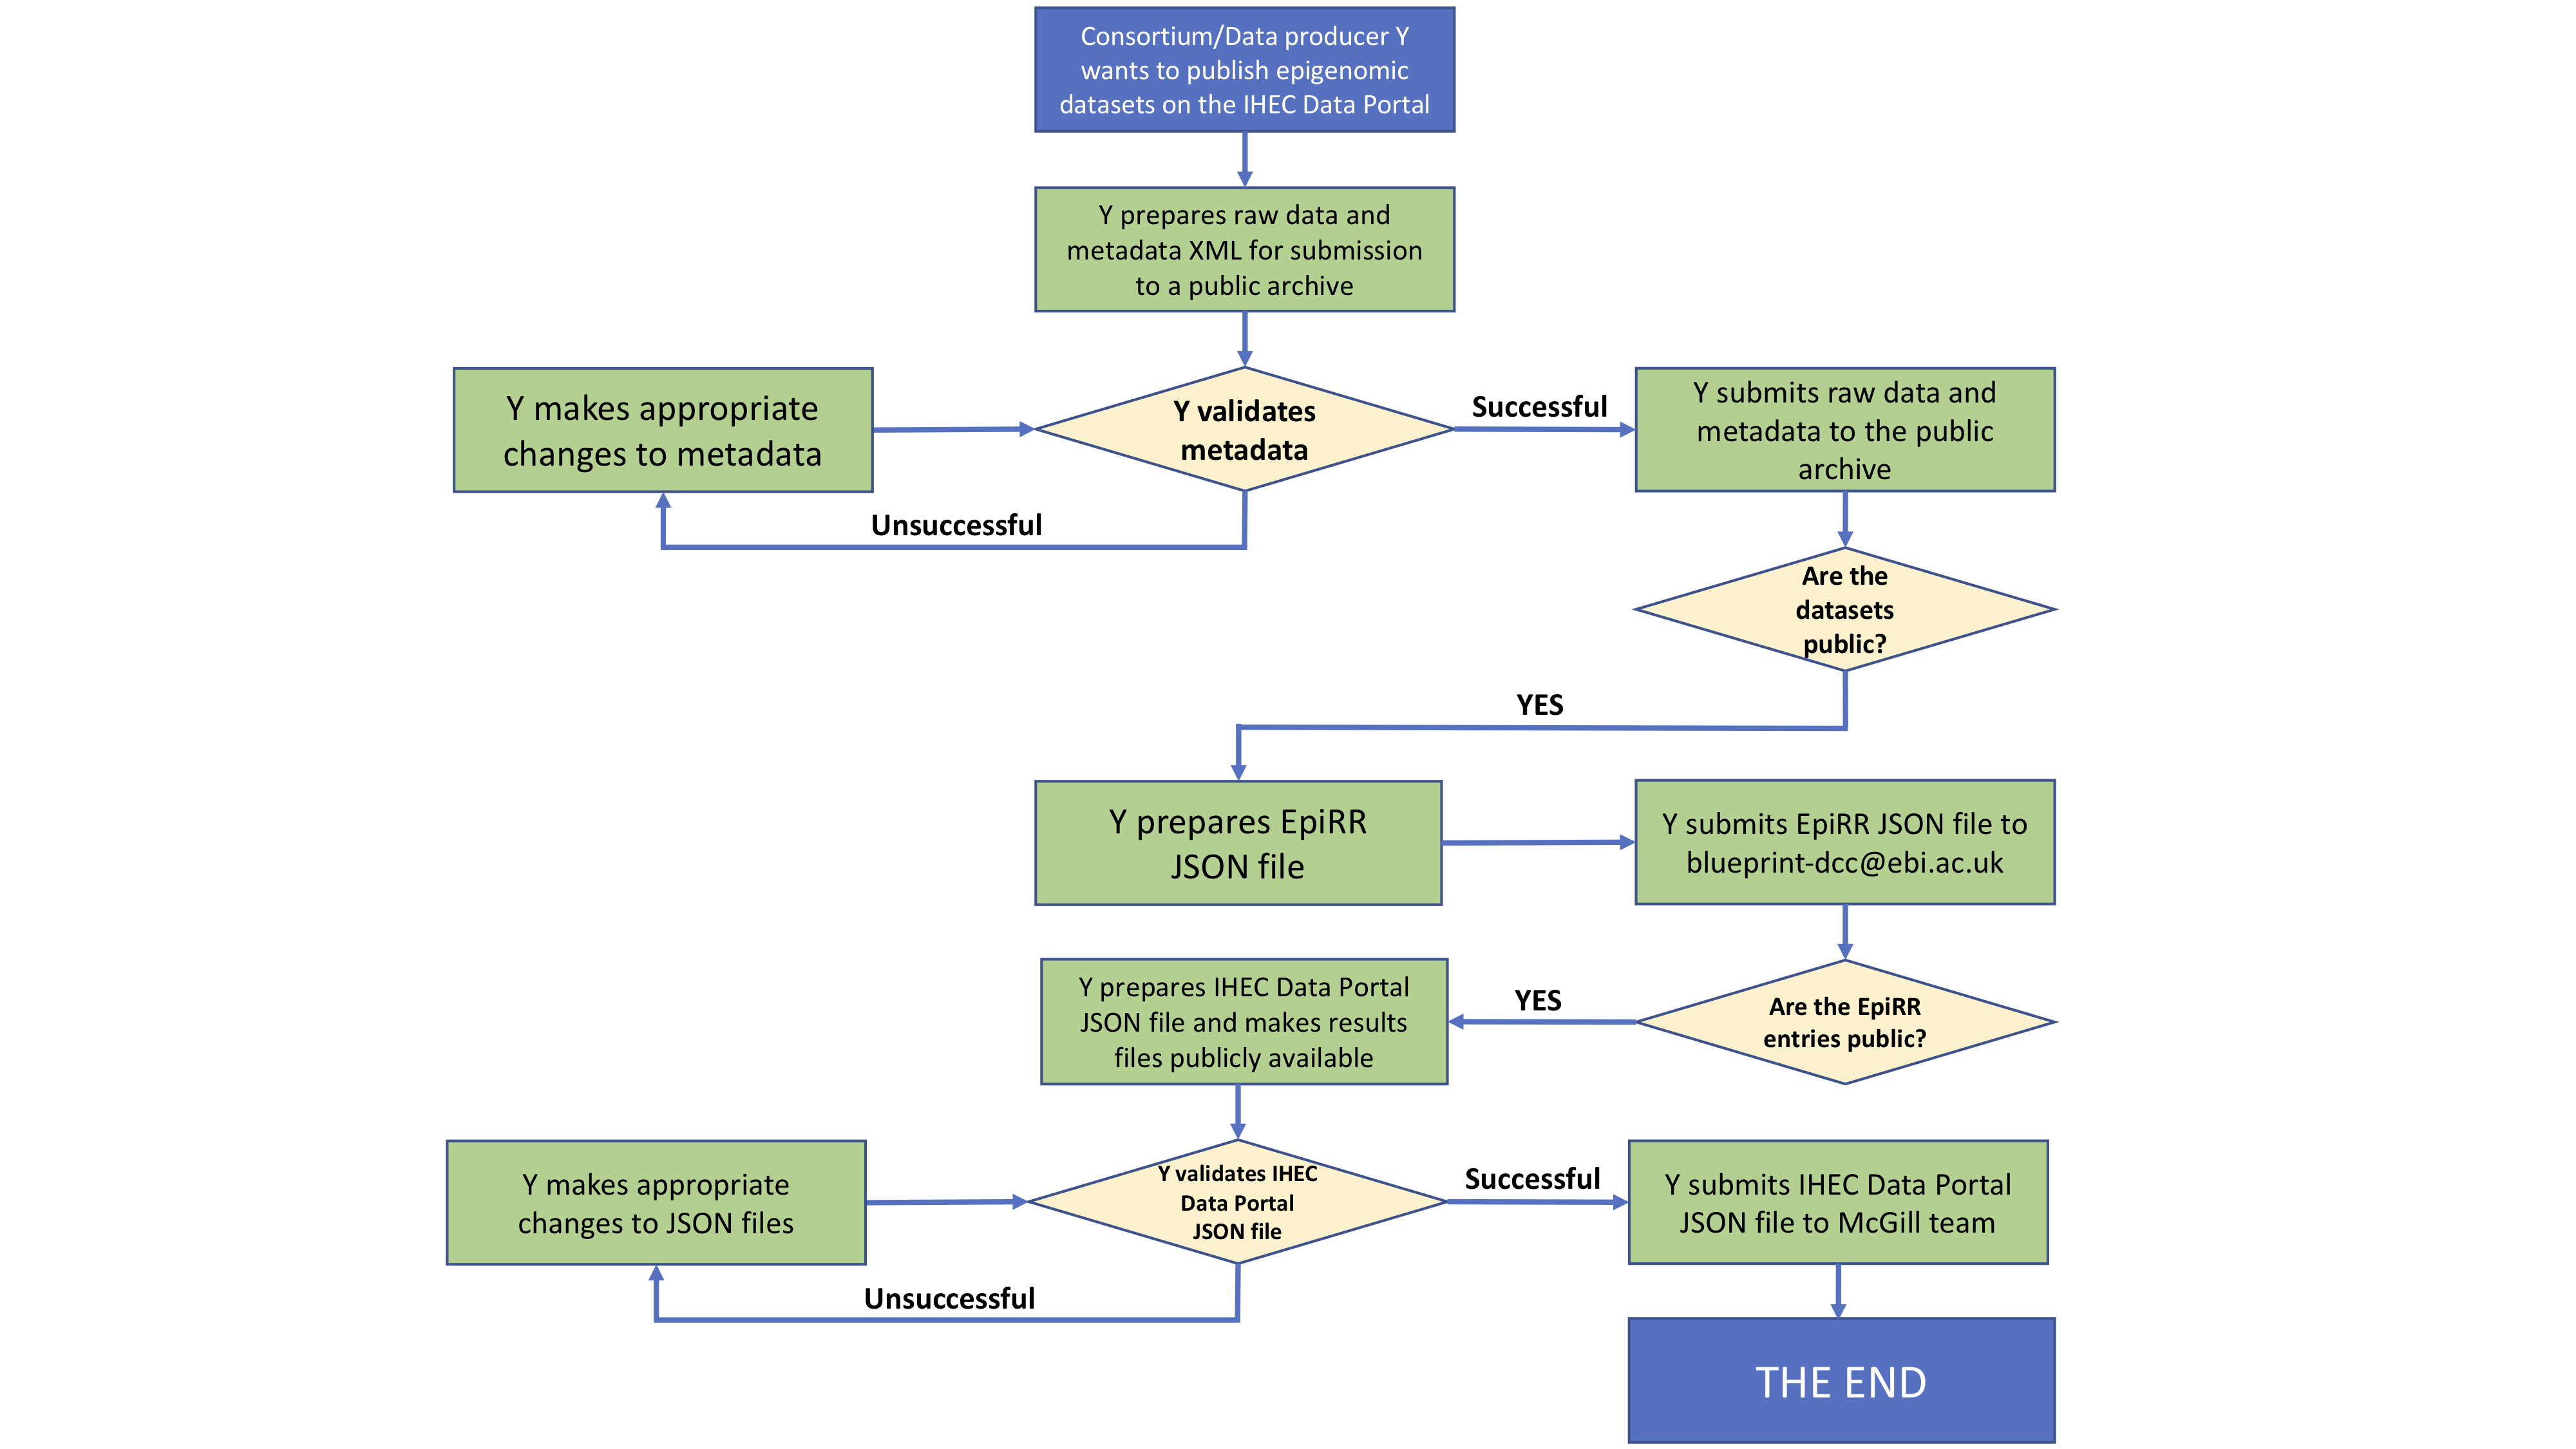 Consortium/Data producer Y
wants to publish epigenomic
datasets on the IHEC Data Portal
Y prepares raw data and
metadata XML for submission
to a public archive
Y makes appropriate
changes to metadata
Y validates
metadata
Successful
Y submits raw data and
metadata to the public
archive
Unsuccessful
Are the
datasets
public?
YES
Y prepares EpiRR
JSON file
Y submits EpiRR JSON file to
blueprint-dcc@ebi.ac.uk
Y prepares IHEC Data Portal
JSON file and makes results
files publicly available
YES
Are the EpiRR
entries public?
Y makes appropriate
changes to JSON files
Y validates IHEC
Data Portal
JSON file
Successful
Y submits IHEC Data Portal
JSON file to McGill team
Unsuccessful
THE END